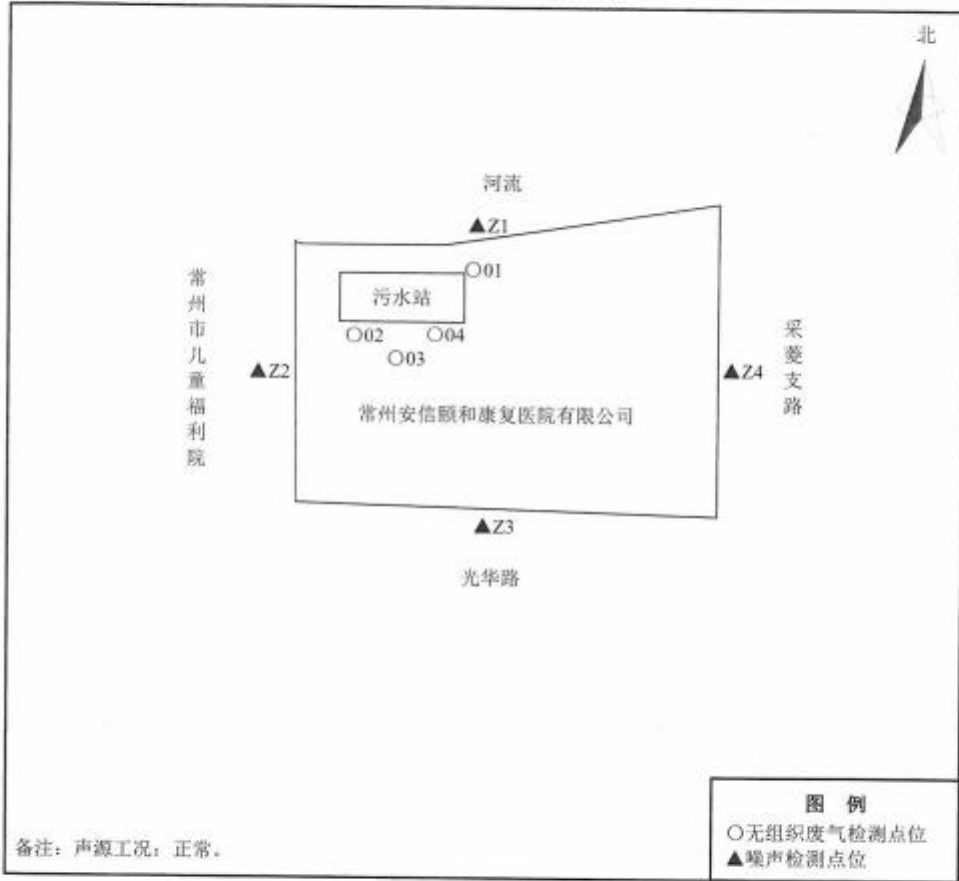 北
河流
▲Z1
○01
污水站
○02
○04
○03
常州市儿童福利院
▲Z2
▲Z4
采菱支路
常州安信颐和康复医院有限公司
▲Z3
光华路
图 例
○无组织废气检测点位
▲噪声检测点位
备注：声源工况：正常。